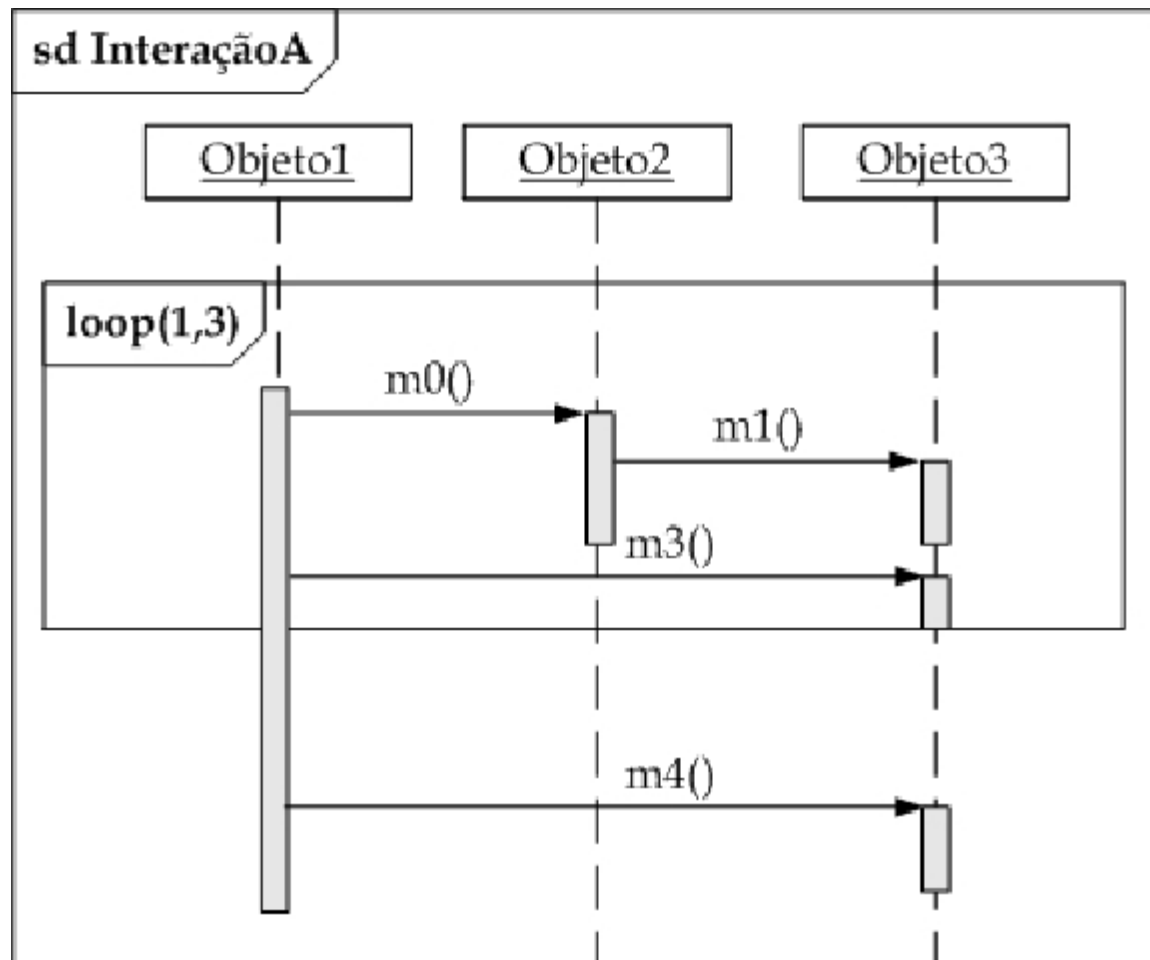 sd InteraçãoA
Objeto1 Objeto2 Objeto3
loop(1,3)
m0()
m1()
m3()
m4()